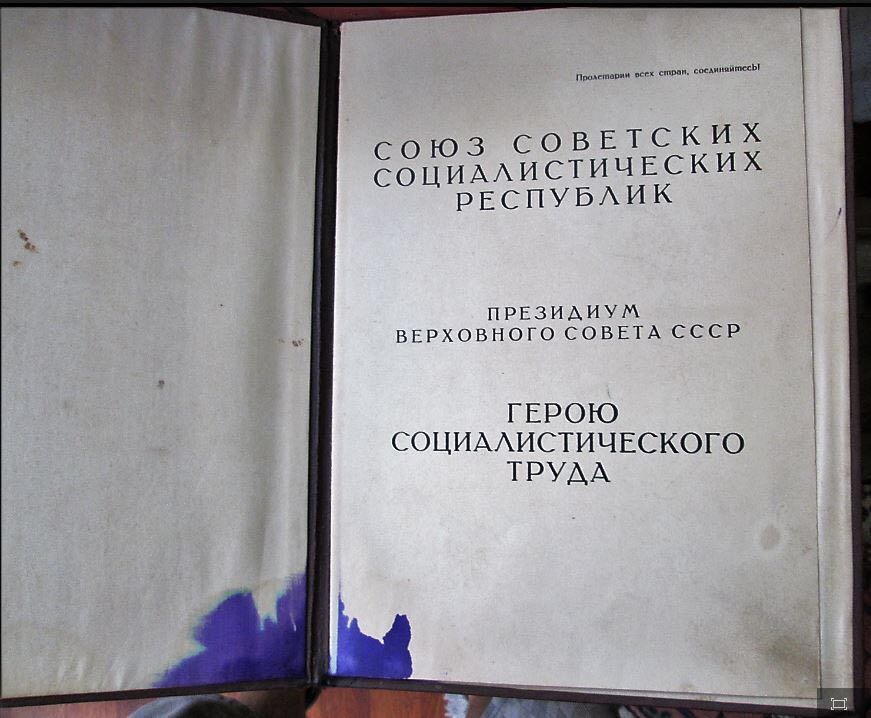 Пролетарии всех стран, соединяйтесь!
СОЮЗ СОВЕТСКИХ
СОЦИАЛИСТИЧЕСКИХ
РЕСПУБЛИК
ПРЕЗИДИУМ
ВЕРХОВНОГО СОВЕТА СССР
ГЕРОЮ
СОЦИАЛИСТИЧЕСКОГО
ТРУДА